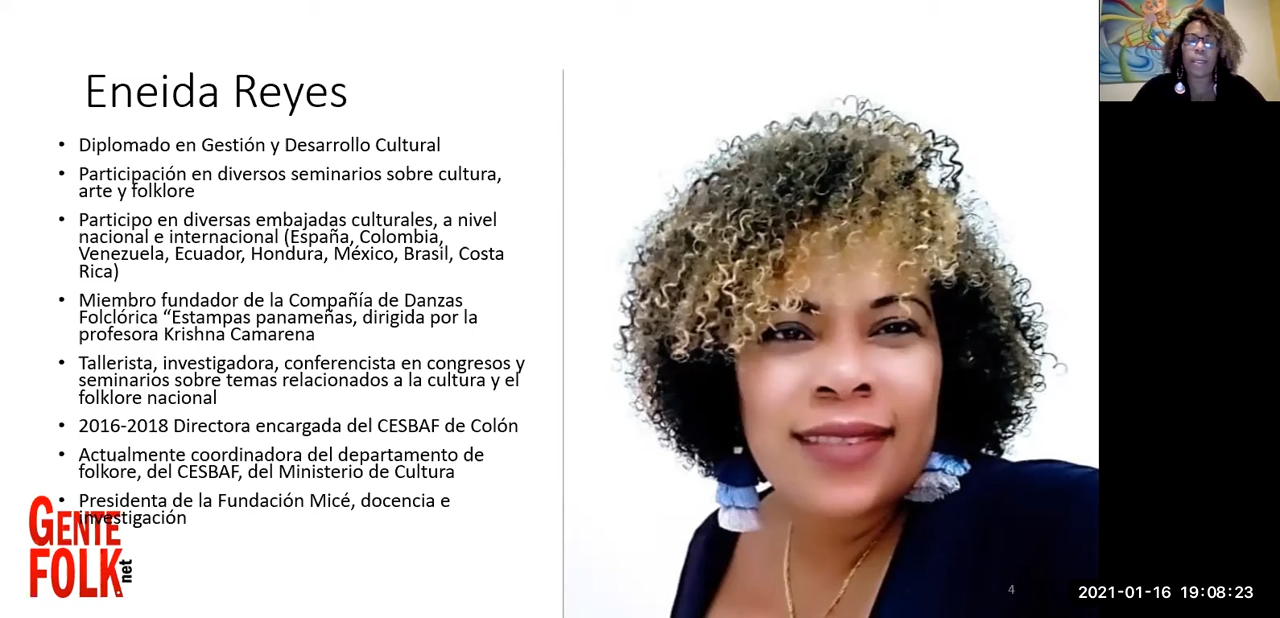 Eneida Reyes
• Diplomado en Gestión y Desarrollo Cultural
• Participación en diversos seminarios sobre cultura,
arte y folklore
• Participo en diversas embajadas culturales, a nivel
nacional e internacional (España, Colombia,
Venezuela, Ecuador, Hondura, México, Brasil, Costa
Rica)
• Miembro fundador de la Compañía de Danzas
Folclórica “Estampas panameñas, dirigida por la
profesora Krishna Camarena
• Tallerista, investigadora, conferencista en congresos y
seminarios sobre temas relacionados a la cultura y el
folklore nacional
• 2016-2018 Directora encargada del CESBAF de Colón
• Actualmente coordinadora del departamento de
folkore, del CESBAF, del Ministerio de Cultura
• Presidenta de la Fundación Micé, docencia e
investigación
GENTE
FOLK.net
4
2021-01-16 19:08:23